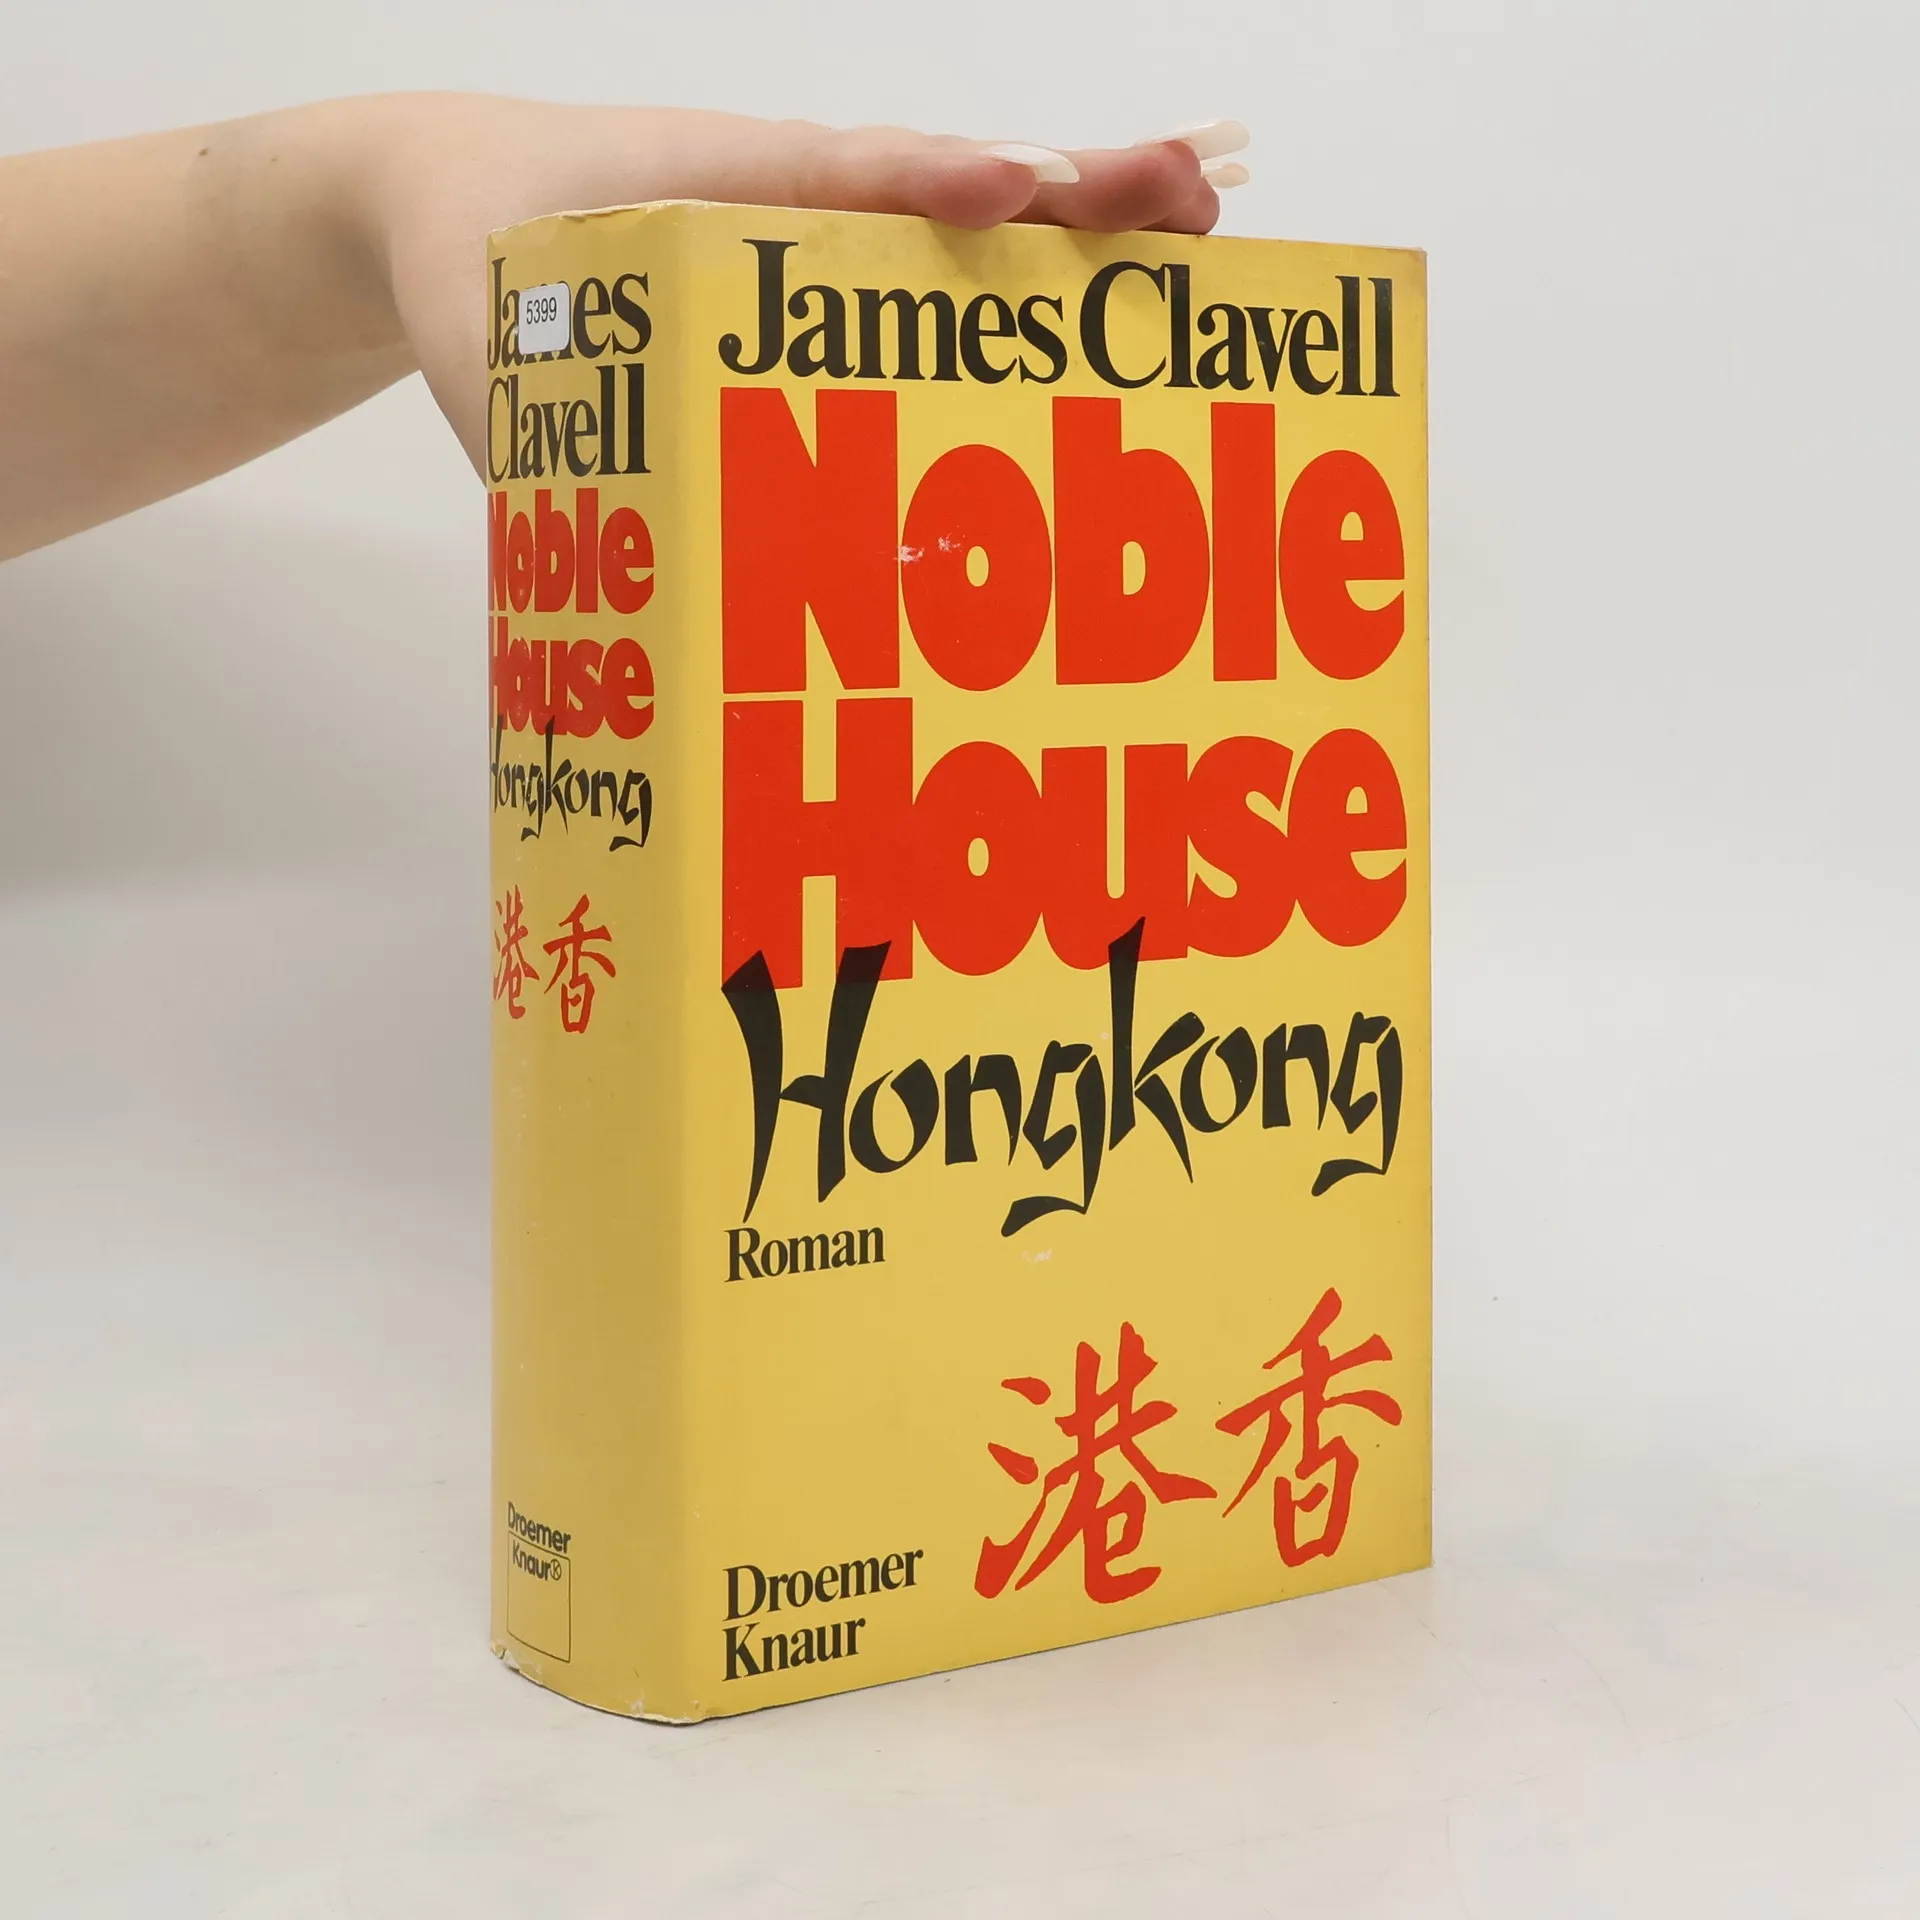 James
Clavell
Noble
House
Hongkong
港香
Droemer
Knaur
5399
James Clavell
Noble
House
Hongkong
Roman
港香
Droemer
Knaur